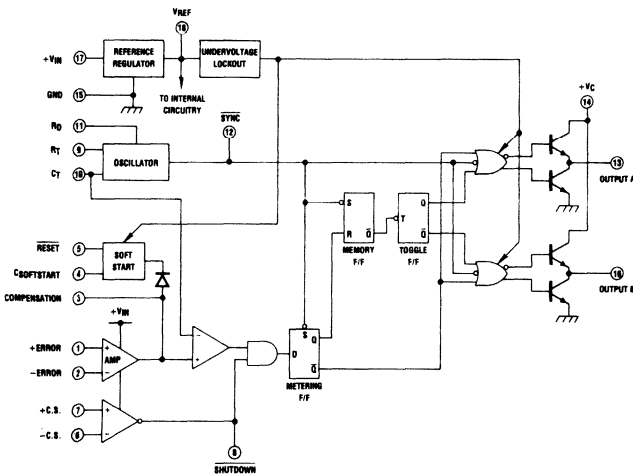 VREF
18
+VIN 17
REFERENCE REGULATOR
UNDERVOLTAGE LOCKOUT
+VC
14
GND 15
TO INTERNAL CIRCUITRY
SYNC
12
RD 11
RT 9
CT 10
OSCILLATOR
13
OUTPUT A
S
R
Q
MEMORY F/F
T
Q
Q
TOGGLE F/F
RESET 5
CSOFTSTART 4
SOFT START
COMPENSATION 3
16
+VIN
+ERROR 1
-ERROR 2
+
-
AMP
-
+
S
D
Q
Q
METERING F/F
+C.S. 7
-C.S. 6
+
-
8
SHUTDOWN